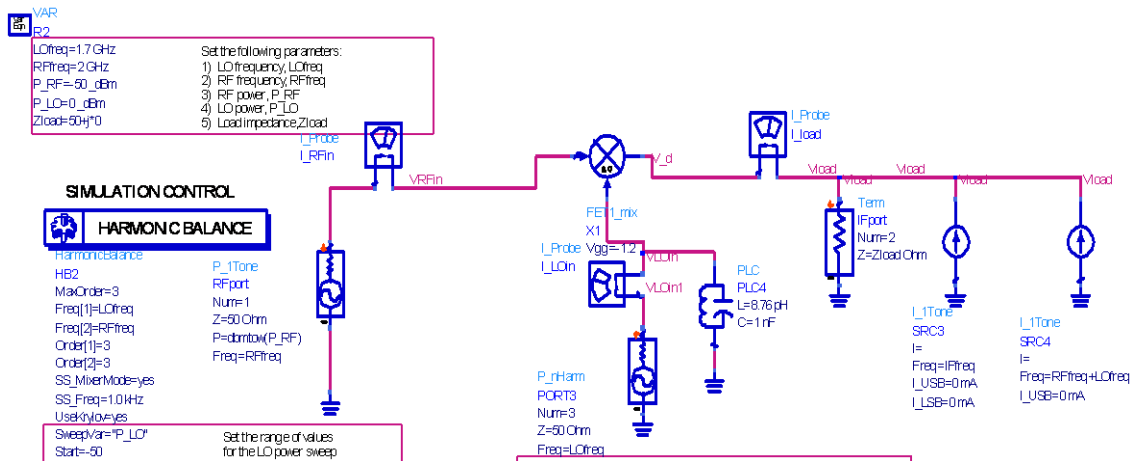 VAR
R2
LOfreq=1.7 GHz
RFfreq=2 GHz
P_RF=-50 _dBm
P_LO=0 _dBm
Zload=50+j*0
Set the following parameters:
1) LO frequency, LOfreq
2) RF frequency, RFfreq
3) RF power, P_RF
4) LO power, P_LO
5) Load impedance, Zload
I_Probe
I_RFin
VRFin
SIMULATION CONTROL
HARMONIC BALANCE
HarmonicBalance
HB2
MaxOrder=3
Freq[1]=LOfreq
Freq[2]=RFfreq
Order[1]=3
Order[2]=3
SS_MixerMode=yes
SS_Freq=1.0 kHz
UseKrylov=yes
SweepVar="P_LO"
Start=-50
Set the range of values
for the LO power sweep
P_1Tone
RFport
Num=1
Z=50 Ohm
P=dbmtow(P_RF)
Freq=RFfreq
FET1_mix
X1
Vgg=-1.2
V_d
I_Probe
I_LOin
VLOin
VLOin1
PLC
PLC4
L=8.76 pH
C=1 nF
P_nHarm
PORT3
Num=3
Z=50 Ohm
Freq=LOfreq
I_Probe
I_load
Vload
Vload
Vload
Vload
Vload
Term
IFport
Num=2
Z=Zload Ohm
I_1Tone
SRC3
I=
Freq=IFfreq
I_USB=0 mA
I_LSB=0 mA
I_1Tone
SRC4
I=
Freq=RFfreq+LOfreq
I_USB=0 mA